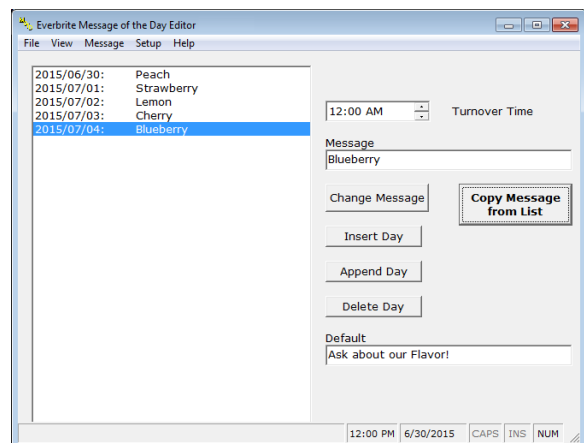 Everbrite Message of the Day Editor
File View Message Setup Help
2015/06/30: Peach
2015/07/01: Strawberry
2015/07/02: Lemon
2015/07/03: Cherry
2015/07/04: Blueberry
12:00 AM Turnover Time
Message
Blueberry
Change Message
Copy Message
from List
Insert Day
Append Day
Delete Day
Default
Ask about our Flavor!
12:00 PM 6/30/2015 CAPS INS NUM